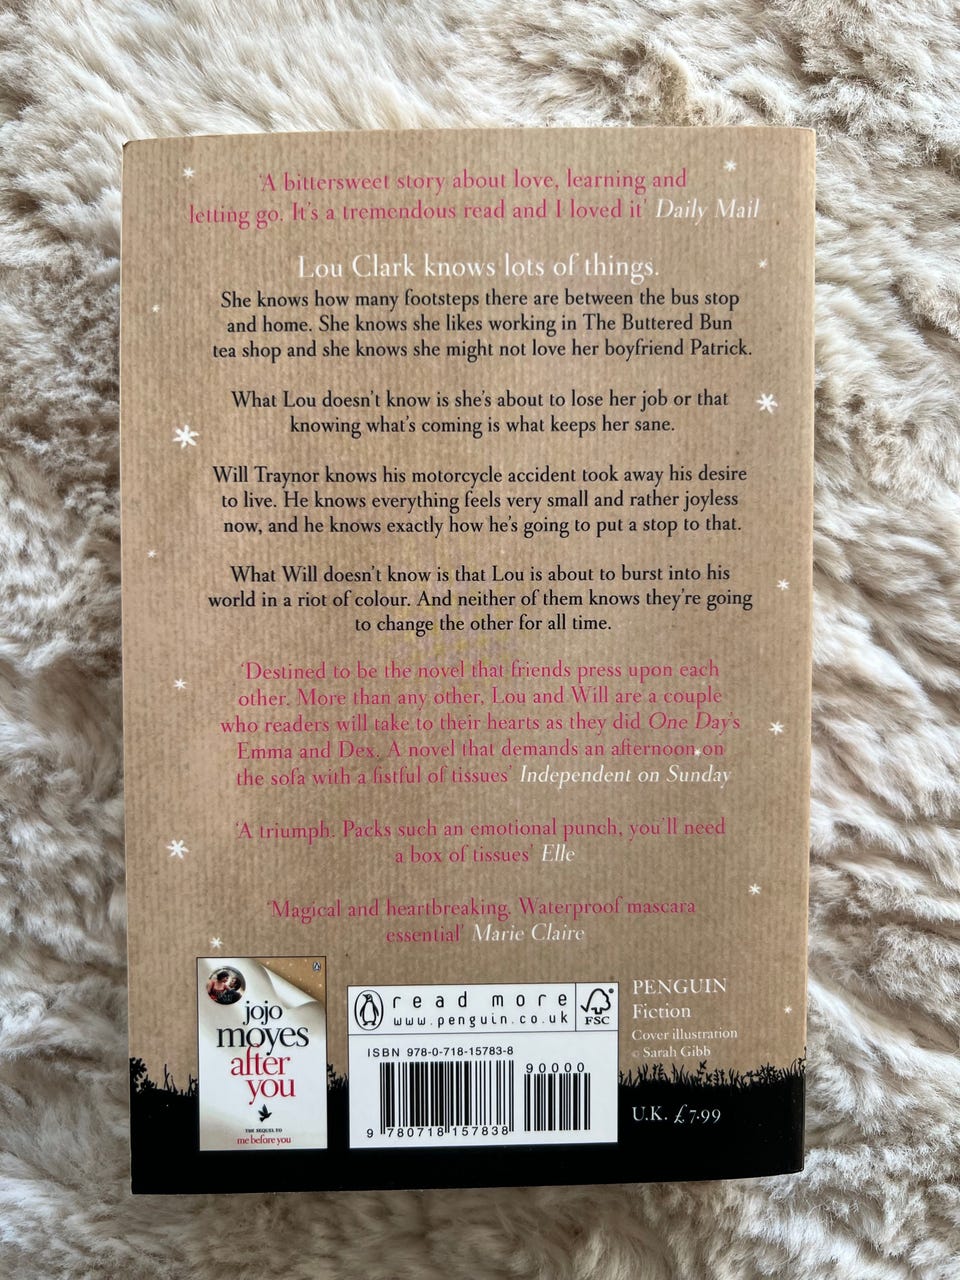 ‘A bittersweet story about love, learning and
letting go. It's a tremendous read and I loved it’ Daily Mail
Lou Clark knows lots of things.
She knows how many footsteps there are between the bus stop
and home. She knows she likes working in The Buttered Bun
tea shop and she knows she might not love her boyfriend Patrick.
What Lou doesn't know is she's about to lose her job or that
knowing what's coming is what keeps her sane.
Will Traynor knows his motorcycle accident took away his desire
to live. He knows everything feels very small and rather joyless
now, and he knows exactly how he's going to put a stop to that.
What Will doesn't know is that Lou is about to burst into his
world in a riot of colour. And neither of them knows they're going
to change the other for all time.
‘Destined to be the novel that friends press upon each
other. More than any other, Lou and Will are a couple
who readers will take to their hearts as they did One Day's
Emma and Dex. A novel that demands an afternoon on
the sofa with a fistful of tissues’ Independent on Sunday
‘A triumph. Packs such an emotional punch, you'll need
a box of tissues’ Elle
‘Magical and heartbreaking. Waterproof mascara
essential’ Marie Claire
jojo
moyes
after
you
THE SEQUEL TO
me before you
read more
www.penguin.co.uk
FSC
ISBN 978-0-718-15783-8
90000
9 780718 157838
PENGUIN
Fiction
Cover illustration
© Sarah Gibb
U.K. £7.99